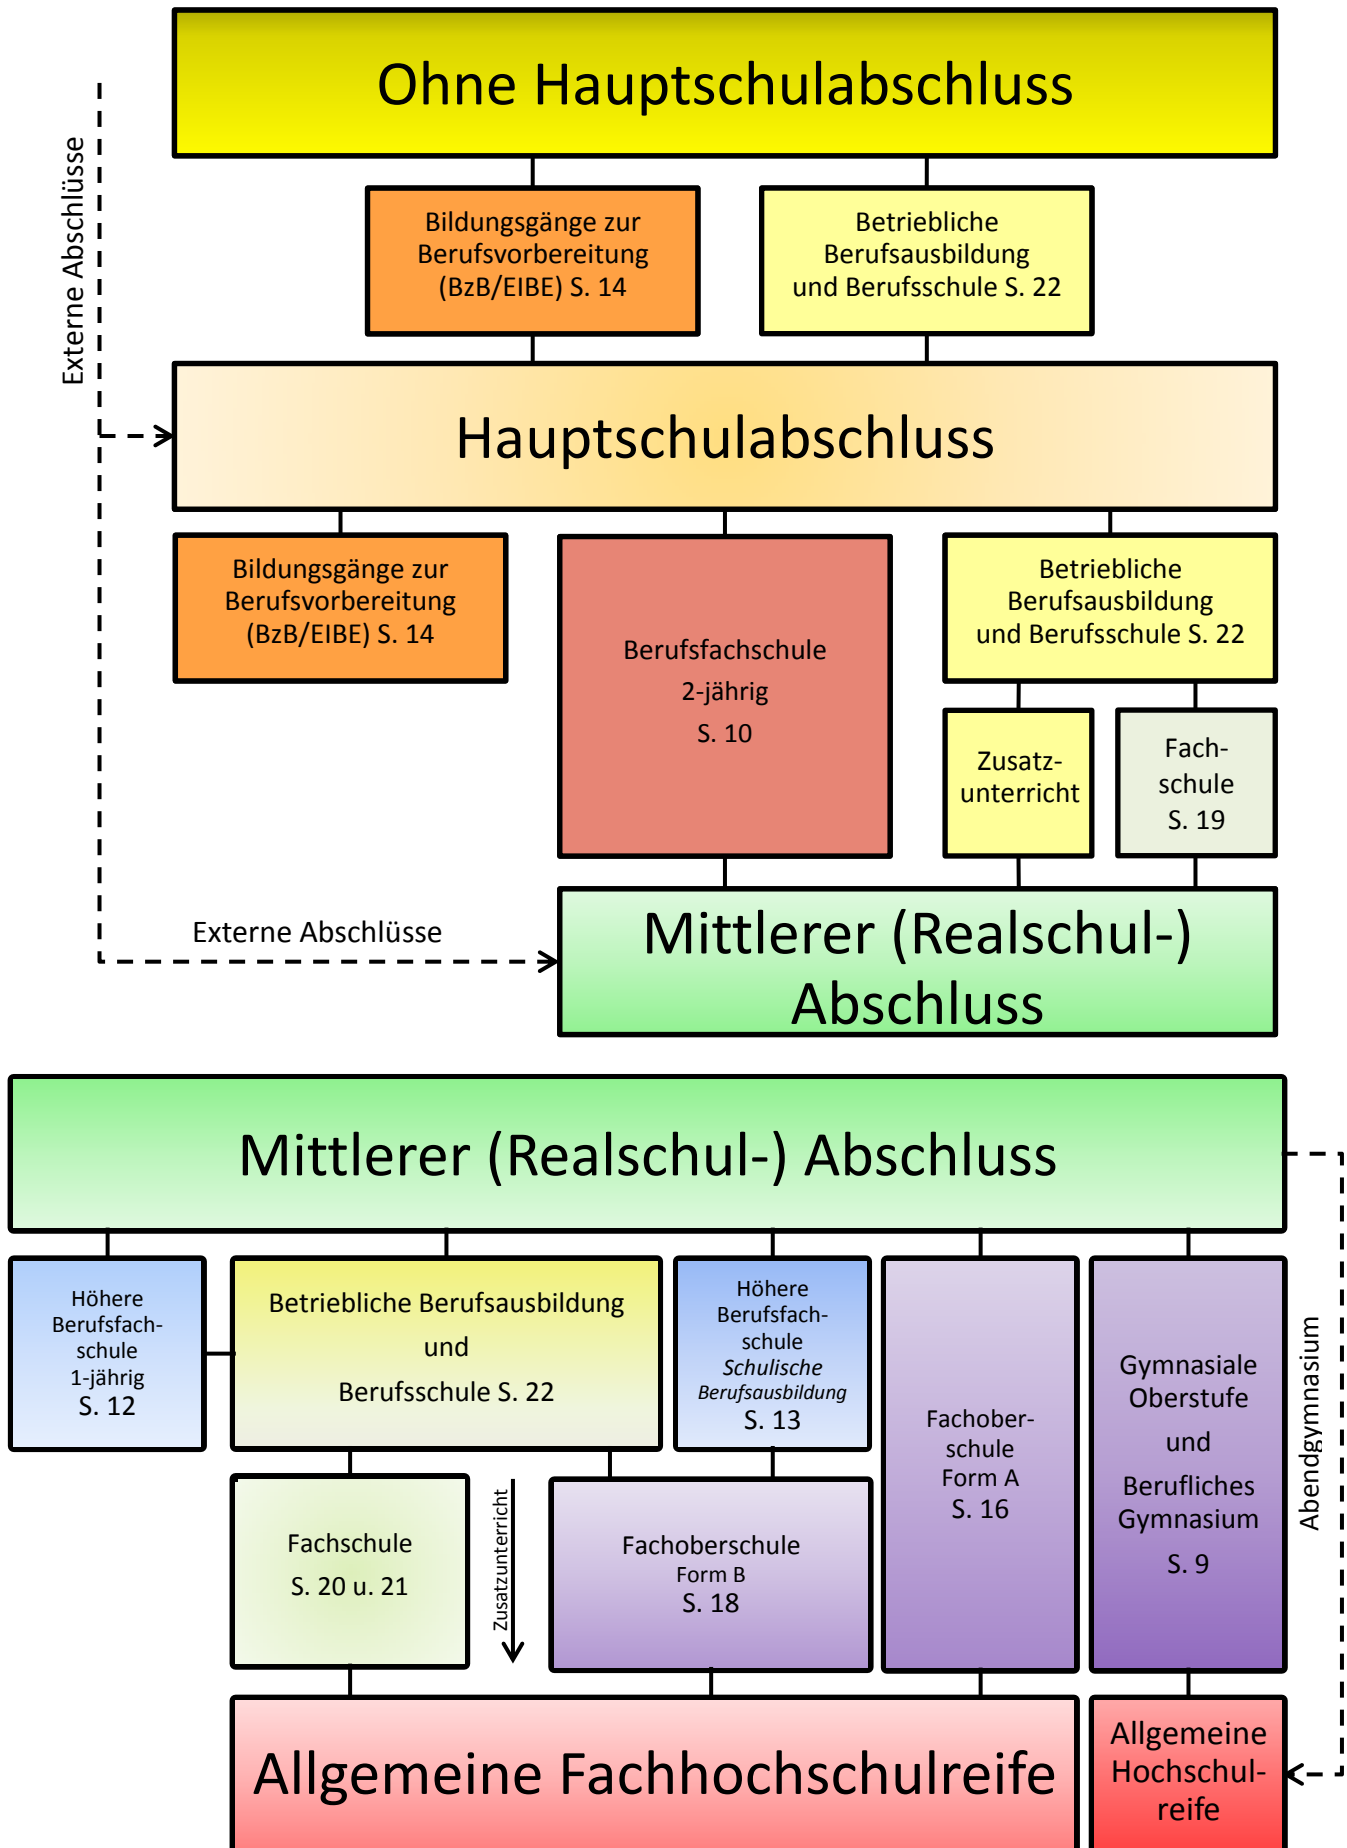 Ohne Hauptschulabschluss
Externe Abschlüsse
Bildungsgänge zur
Berufsvorbereitung
(BzB/EIBE) S. 14
Betriebliche
Berufsausbildung
und Berufsschule S. 22
Hauptschulabschluss
Bildungsgänge zur
Berufsvorbereitung
(BzB/EIBE) S. 14
Berufsfachschule
2-jährig
S. 10
Betriebliche
Berufsausbildung
und Berufsschule S. 22
Zusatz-
unterricht
Fach-
schule
S. 19
Externe Abschlüsse
Mittlerer (Realschul-)
Abschluss
Mittlerer (Realschul-) Abschluss
Höhere
Berufsfach-
schule
1-jährig
S. 12
Betriebliche Berufsausbildung
und
Berufsschule S. 22
Höhere
Berufsfach-
schule
Schulische
Berufsausbildung
S. 13
Fachober-
schule
Form A
S. 16
Gymnasiale
Oberstufe
und
Berufliches
Gymnasium
S. 9
Abendgymnasium
Fachschule
S. 20 u. 21
Zusatzunterricht
Fachoberschule
Form B
S. 18
Allgemeine Fachhochschulreife
Allgemeine
Hochschul-
reife